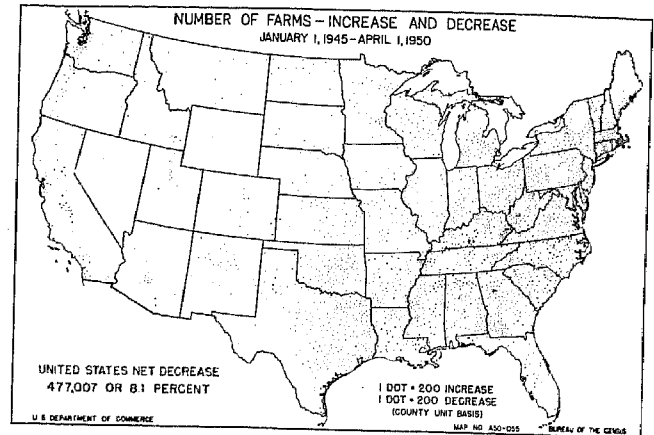 NUMBER OF FARMS – INCREASE AND DECREASE
JANUARY 1, 1945–APRIL 1, 1950
UNITED STATES NET DECREASE
477,007 OR 8.1 PERCENT
1 DOT = 200 INCREASE
1 DOT = 200 DECREASE
(COUNTY UNIT BASIS)
U S DEPARTMENT OF COMMERCE
MAP NO A50-055
BUREAU OF THE CENSUS